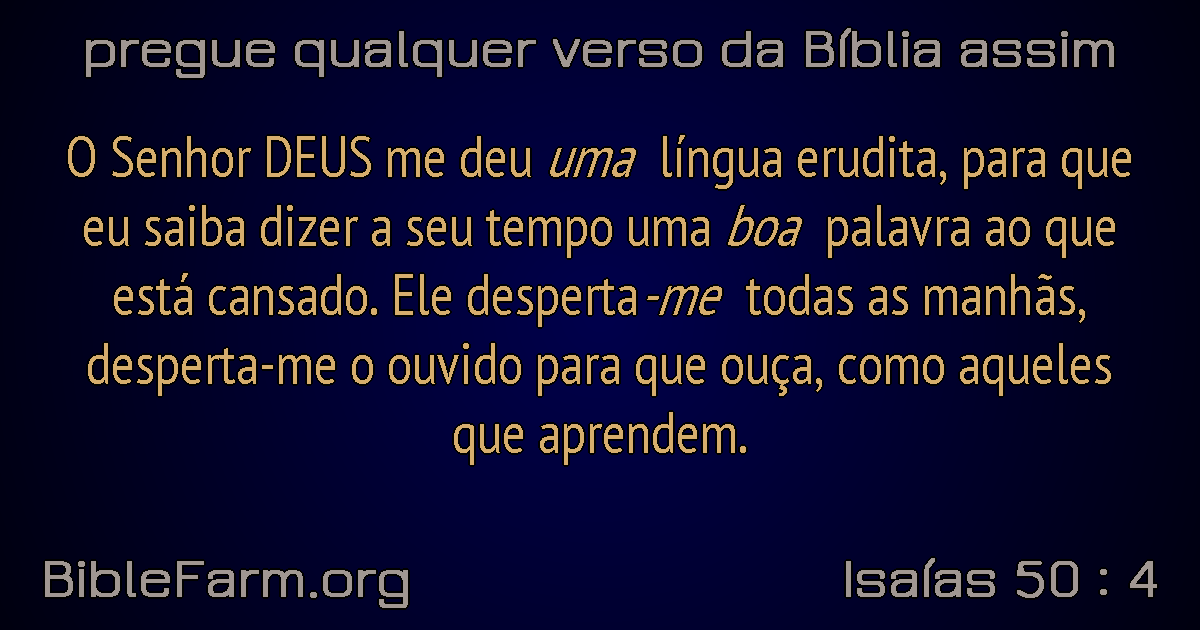 pregue qualquer verso da Bíblia assim
O Senhor DEUS me deu uma língua erudita, para que
eu saiba dizer a seu tempo uma boa palavra ao que
está cansado. Ele desperta-me todas as manhãs,
desperta-me o ouvido para que ouça, como aqueles
que aprendem.
BibleFarm.org
Isaías 50 : 4